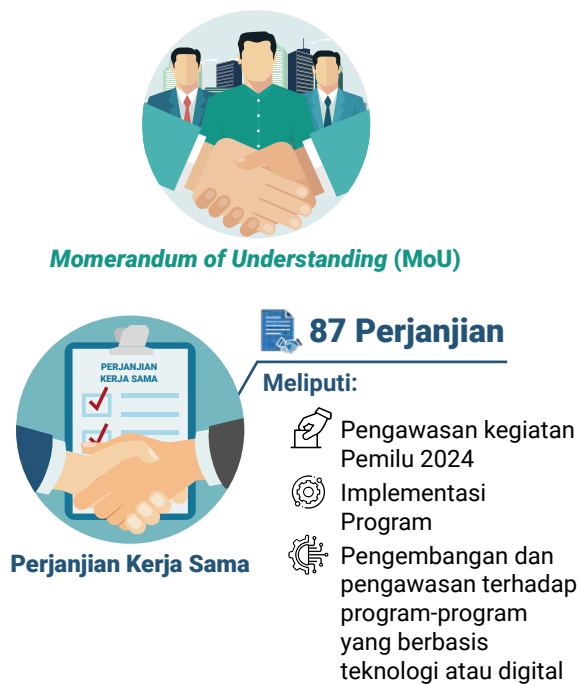 Momerandum of Understanding (MoU)
87 Perjanjian
PERJANJIAN
KERJA SAMA
Meliputi:
Pengawasan kegiatan
Pemilu 2024
Implementasi
Program
Pengembangan dan
pengawasan terhadap
program-program
yang berbasis
teknologi atau digital
Perjanjian Kerja Sama